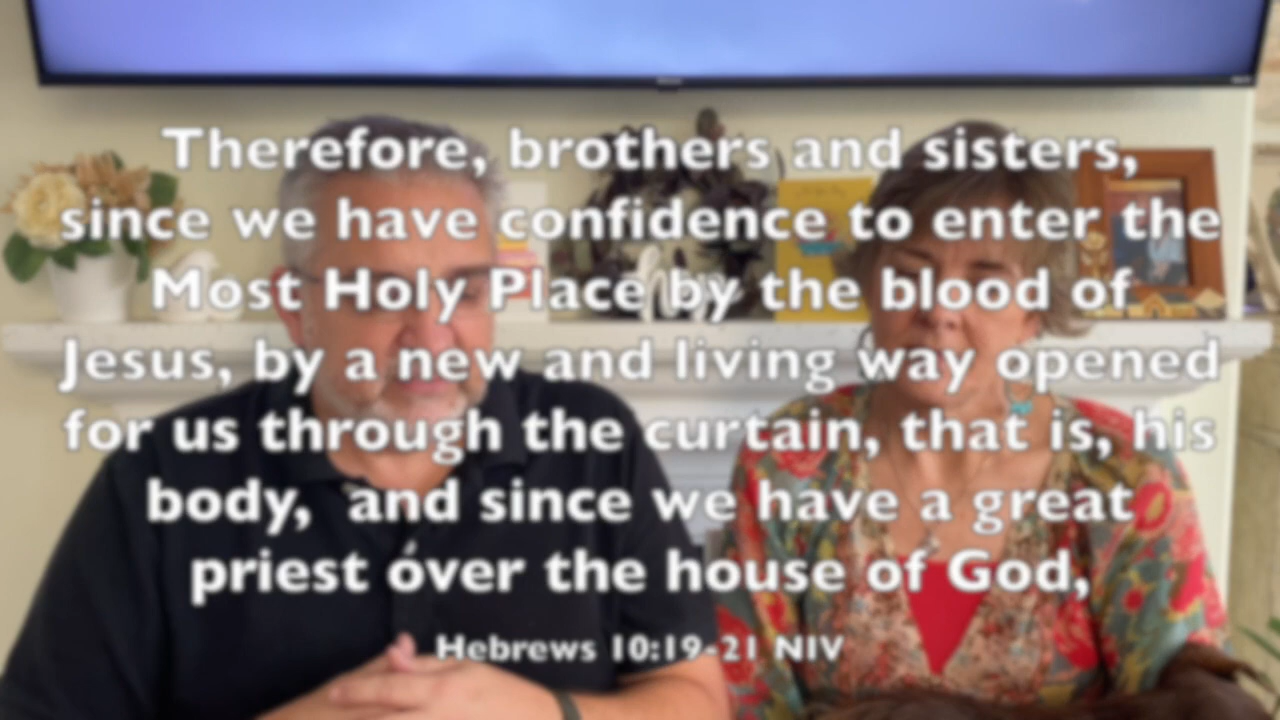 Therefore, brothers and sisters,
since we have confidence to enter the
Most Holy Place by the blood of
Jesus, by a new and living way opened
for us through the curtain, that is, his
body, and since we have a great
priest over the house of God,
Hebrews 10:19-21 NIV